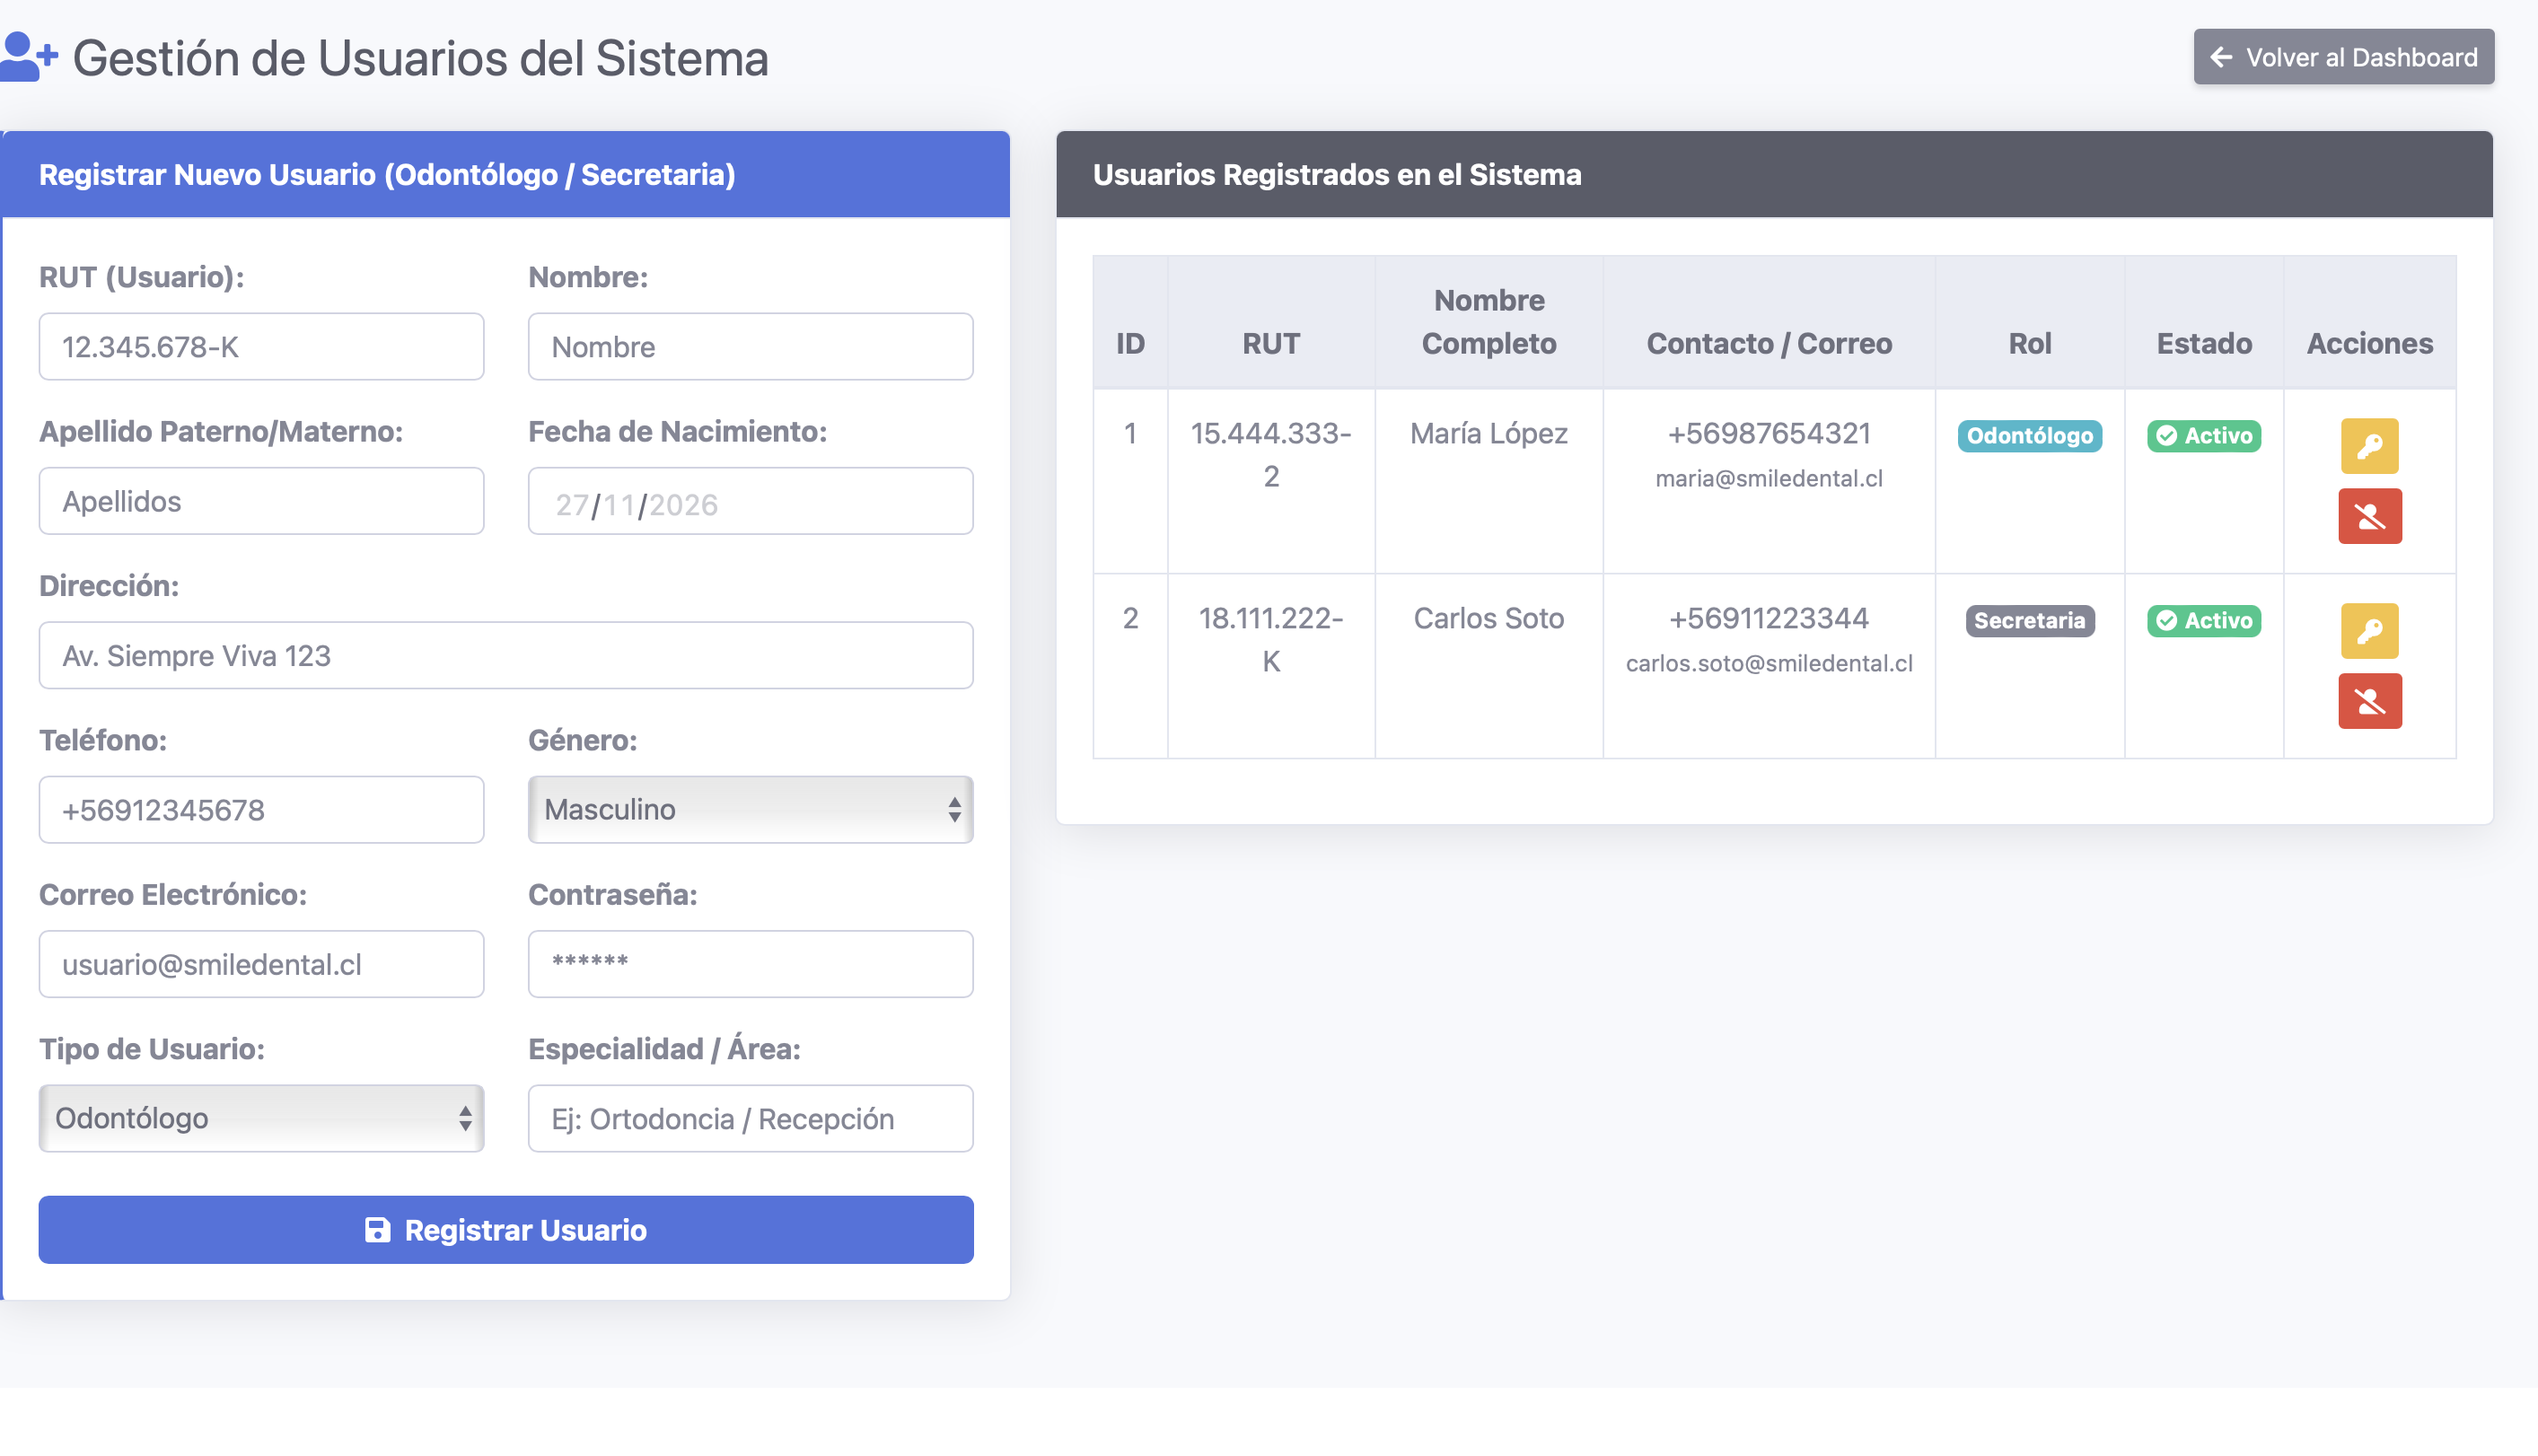 Gestión de Usuarios del Sistema
Volver al Dashboard
Registrar Nuevo Usuario (Odontólogo / Secretaria)
RUT (Usuario):
Nombre:
12.345.678-K
Nombre
Apellido Paterno/Materno:
Fecha de Nacimiento:
Apellidos
27/11/2026
Dirección:
Av. Siempre Viva 123
Teléfono:
Género:
+56912345678
Masculino
Correo Electrónico:
Contraseña:
usuario@smiledental.cl
******
Tipo de Usuario:
Especialidad / Área:
Odontólogo
Ej: Ortodoncia / Recepción
Registrar Usuario
Usuarios Registrados en el Sistema
ID
RUT
Nombre
Completo
Contacto / Correo
Rol
Estado
Acciones
1
15.444.333-
2
María López
+56987654321
maria@smiledental.cl
Odontólogo
Activo
2
18.111.222-
K
Carlos Soto
+56911223344
carlos.soto@smiledental.cl
Secretaria
Activo